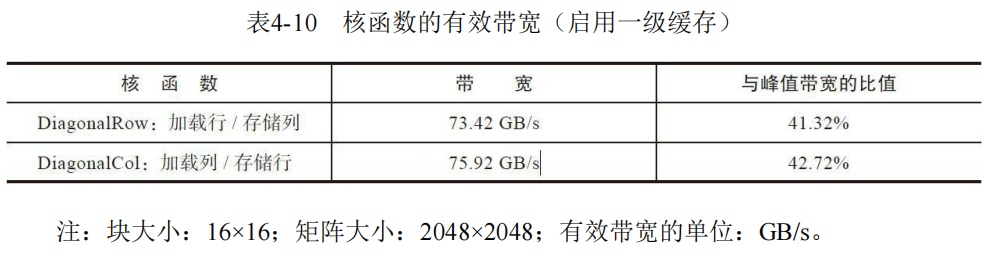 表4-10 核函数的有效带宽（启用一级缓存）
核 函 数 带 宽 与峰值带宽的比值
DiagonalRow：加载行 / 存储列 73.42 GB/s 41.32%
DiagonalCol：加载列 / 存储行 75.92 GB/s 42.72%
注：块大小：16×16；矩阵大小：2048×2048；有效带宽的单位：GB/s。